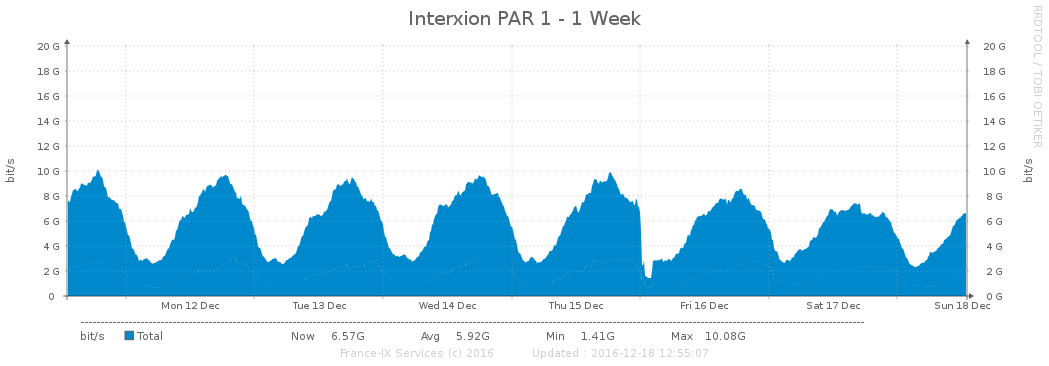 Interxion PAR 1 - 1 Week
RRDTOOL / TOBI OETIKER
bit/s
bit/s
20 G 20 G
18 G 18 G
16 G 16 G
14 G 14 G
12 G 12 G
10 G 10 G
8 G 8 G
6 G 6 G
4 G 4 G
2 G 2 G
0 0 G
Mon 12 Dec Tue 13 Dec Wed 14 Dec Thu 15 Dec Fri 16 Dec Sat 17 Dec Sun 18 Dec
bit/s Total Now 6.57G Avg 5.92G Min 1.41G Max 10.08G
France-IX Services (c) 2016 Updated : 2016-12-18 12:55:07